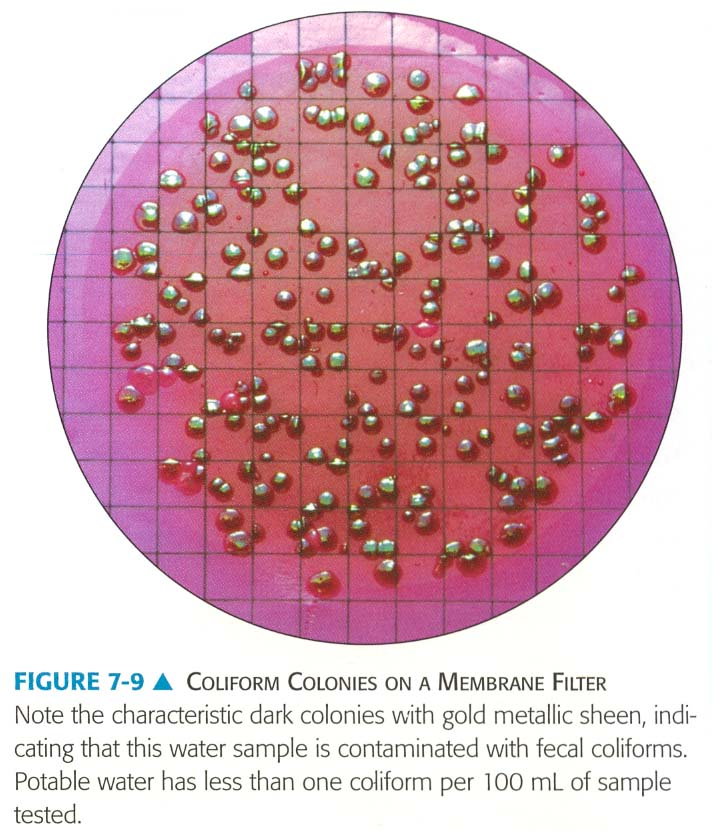 FIGURE 7-9 ▲ COLIFORM COLONIES ON A MEMBRANE FILTER
Note the characteristic dark colonies with gold metallic sheen, indi-
cating that this water sample is contaminated with fecal coliforms.
Potable water has less than one coliform per 100 mL of sample
tested.